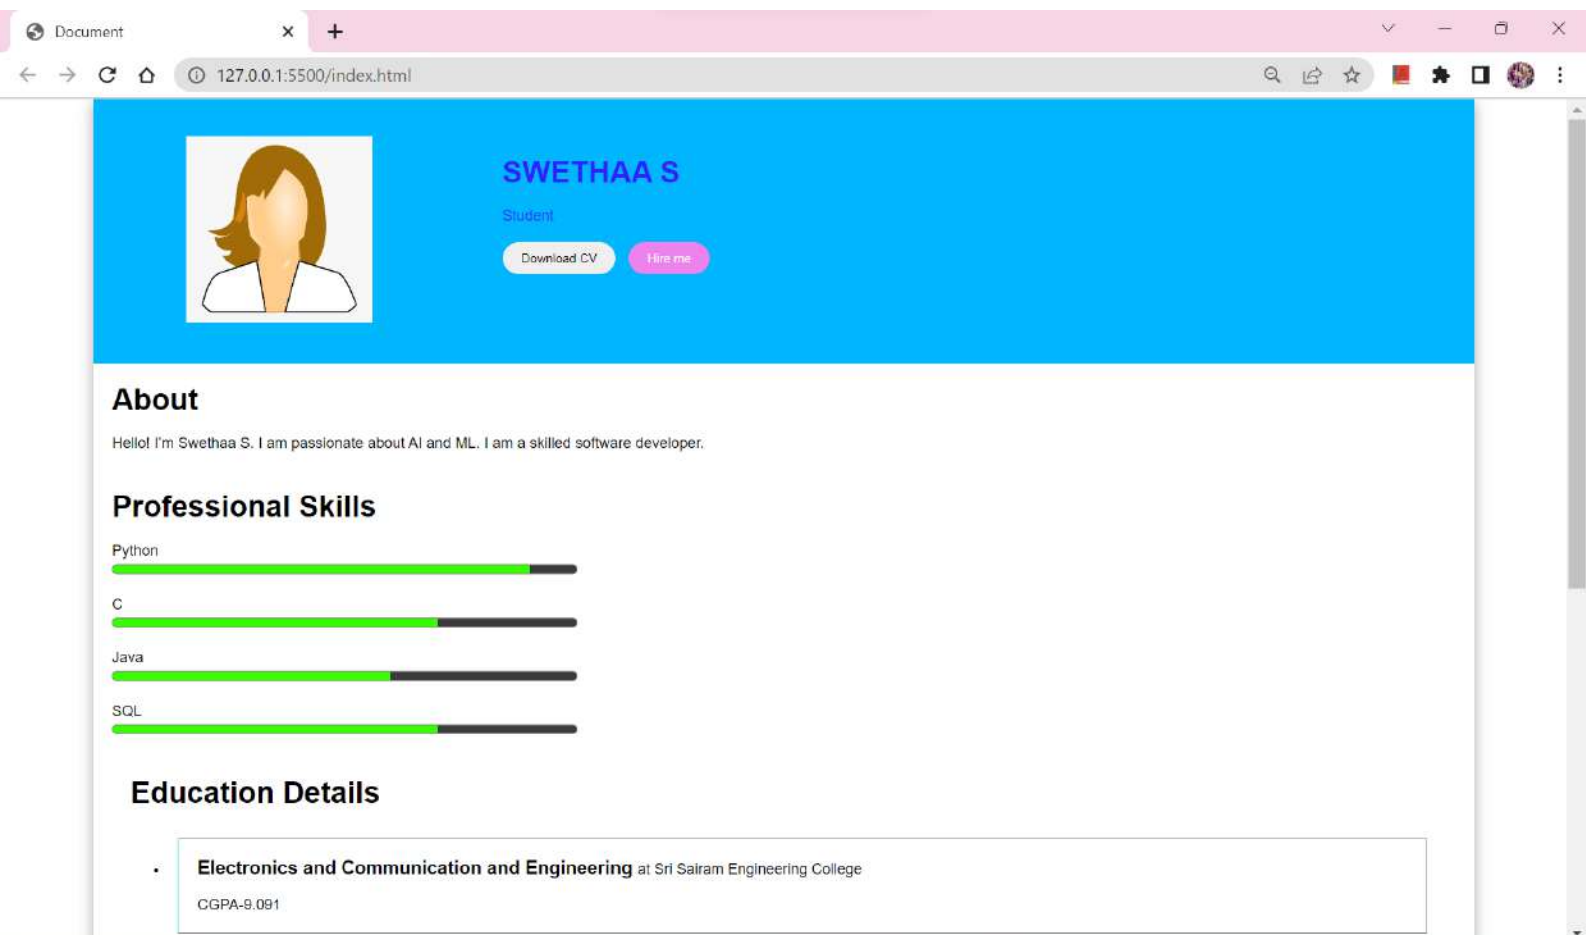 Document
127.0.0.1:5500/index.html
SWETHAA S
Student
Download CV Hire me
About
Hello! I'm Swethaa S. I am passionate about AI and ML. I am a skilled software developer.
Professional Skills
Python
C
Java
SQL
Education Details
Electronics and Communication and Engineering at Sri Sairam Engineering College
CGPA-9.091